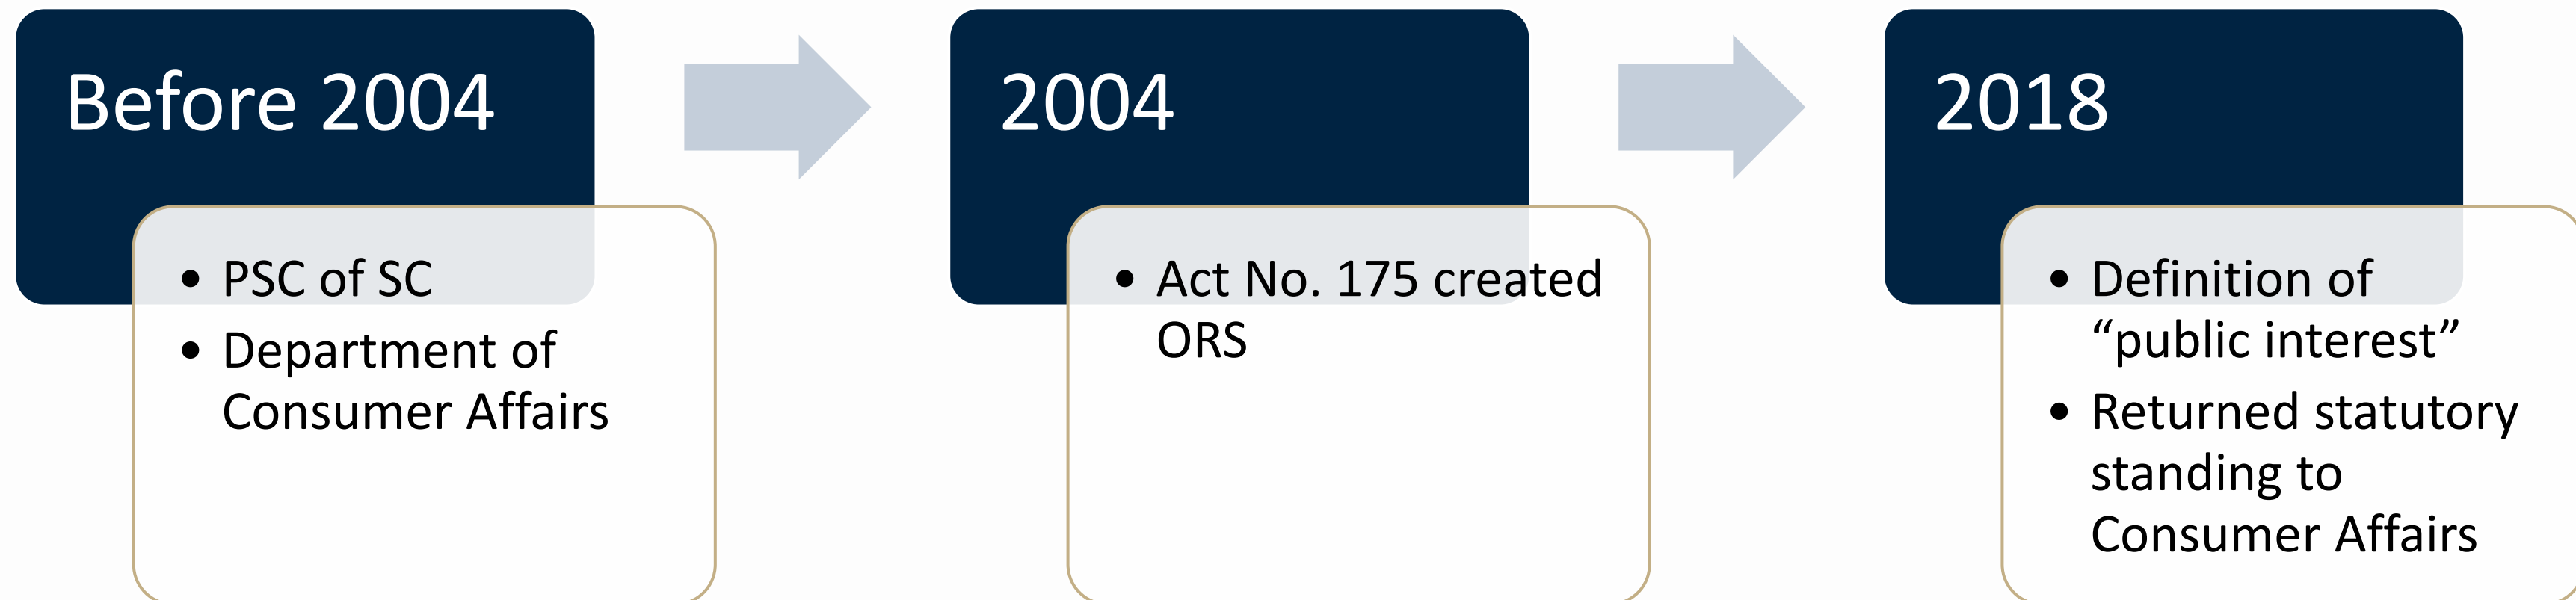 Before 2004
• PSC of SC
• Department of
Consumer Affairs
2004
• Act No. 175 created
ORS
2018
• Definition of
“public interest”
• Returned statutory
standing to
Consumer Affairs